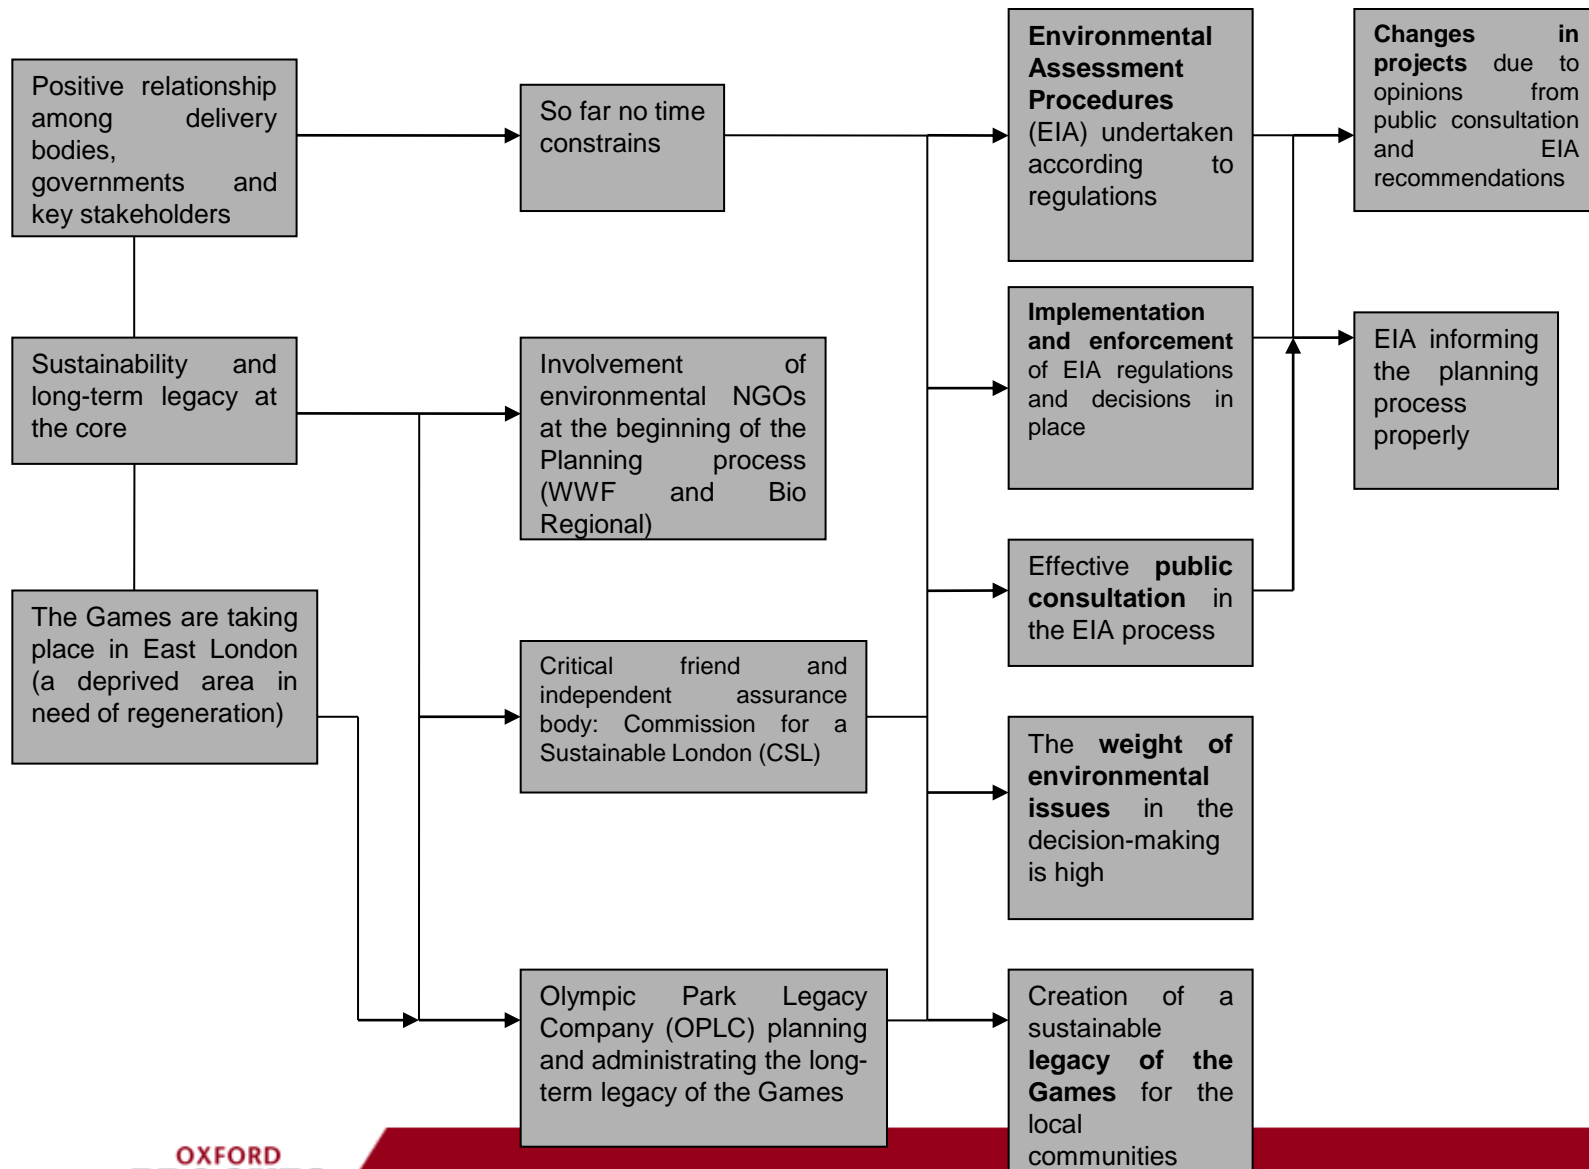 Positive relationship
among delivery
bodies,
governments and
key stakeholders
Sustainability and
long-term legacy at
the core
The Games are taking
place in East London
(a deprived area in
need of regeneration)
So far no time
constrains
Involvement of
environmental NGOs
at the beginning of the
Planning process
(WWF and Bio
Regional)
Critical friend and
independent assurance
body: Commission for a
Sustainable London (CSL)
Olympic Park Legacy
Company (OPLC) planning
and administrating the long-
term legacy of the Games
Environmental
Assessment
Procedures
(EIA) undertaken
according to
regulations
Implementation
and enforcement
of EIA regulations
and decisions in
place
Effective public
consultation in
the EIA process
The weight of
environmental
issues in the
decision-making
is high
Creation of a
sustainable
legacy of the
Games for the
local
communities
Changes in
projects due to
opinions from
public consultation
and EIA
recommendations
EIA informing
the planning
process
properly
OXFORD